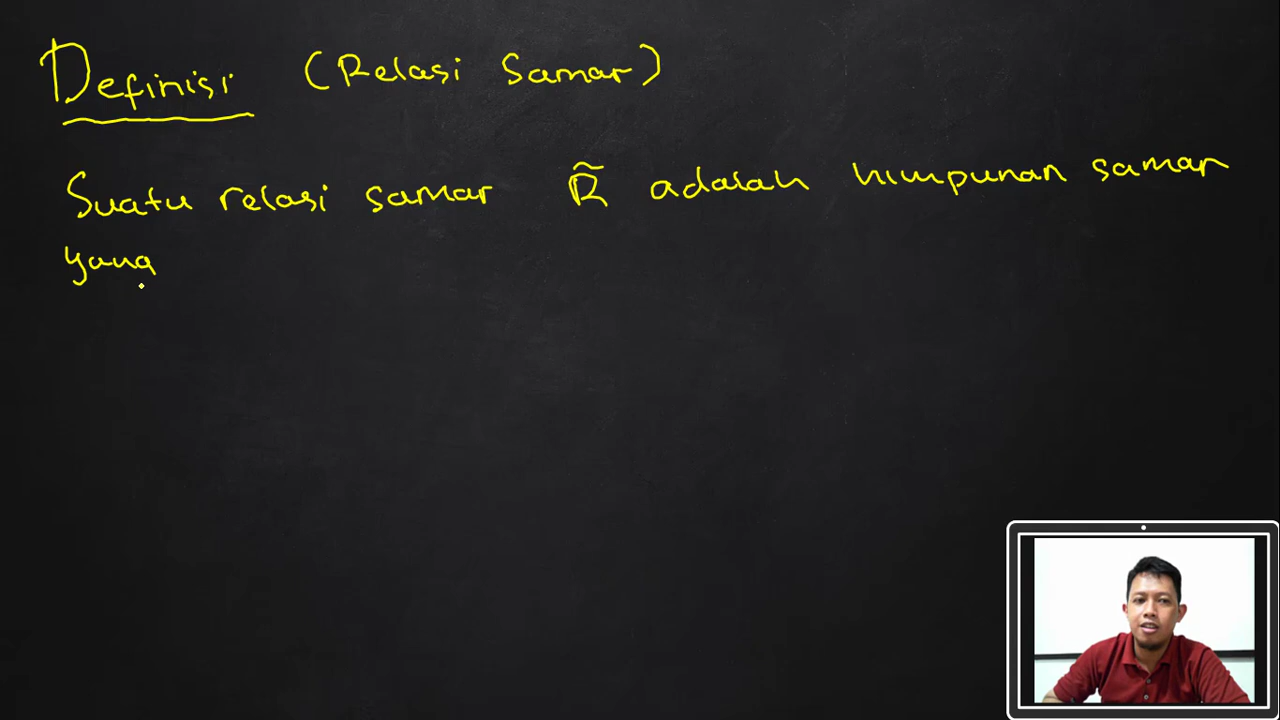 Definisi (Relasi Samar)
Suatu relasi samar R̃ adalah himpunan samar
yang